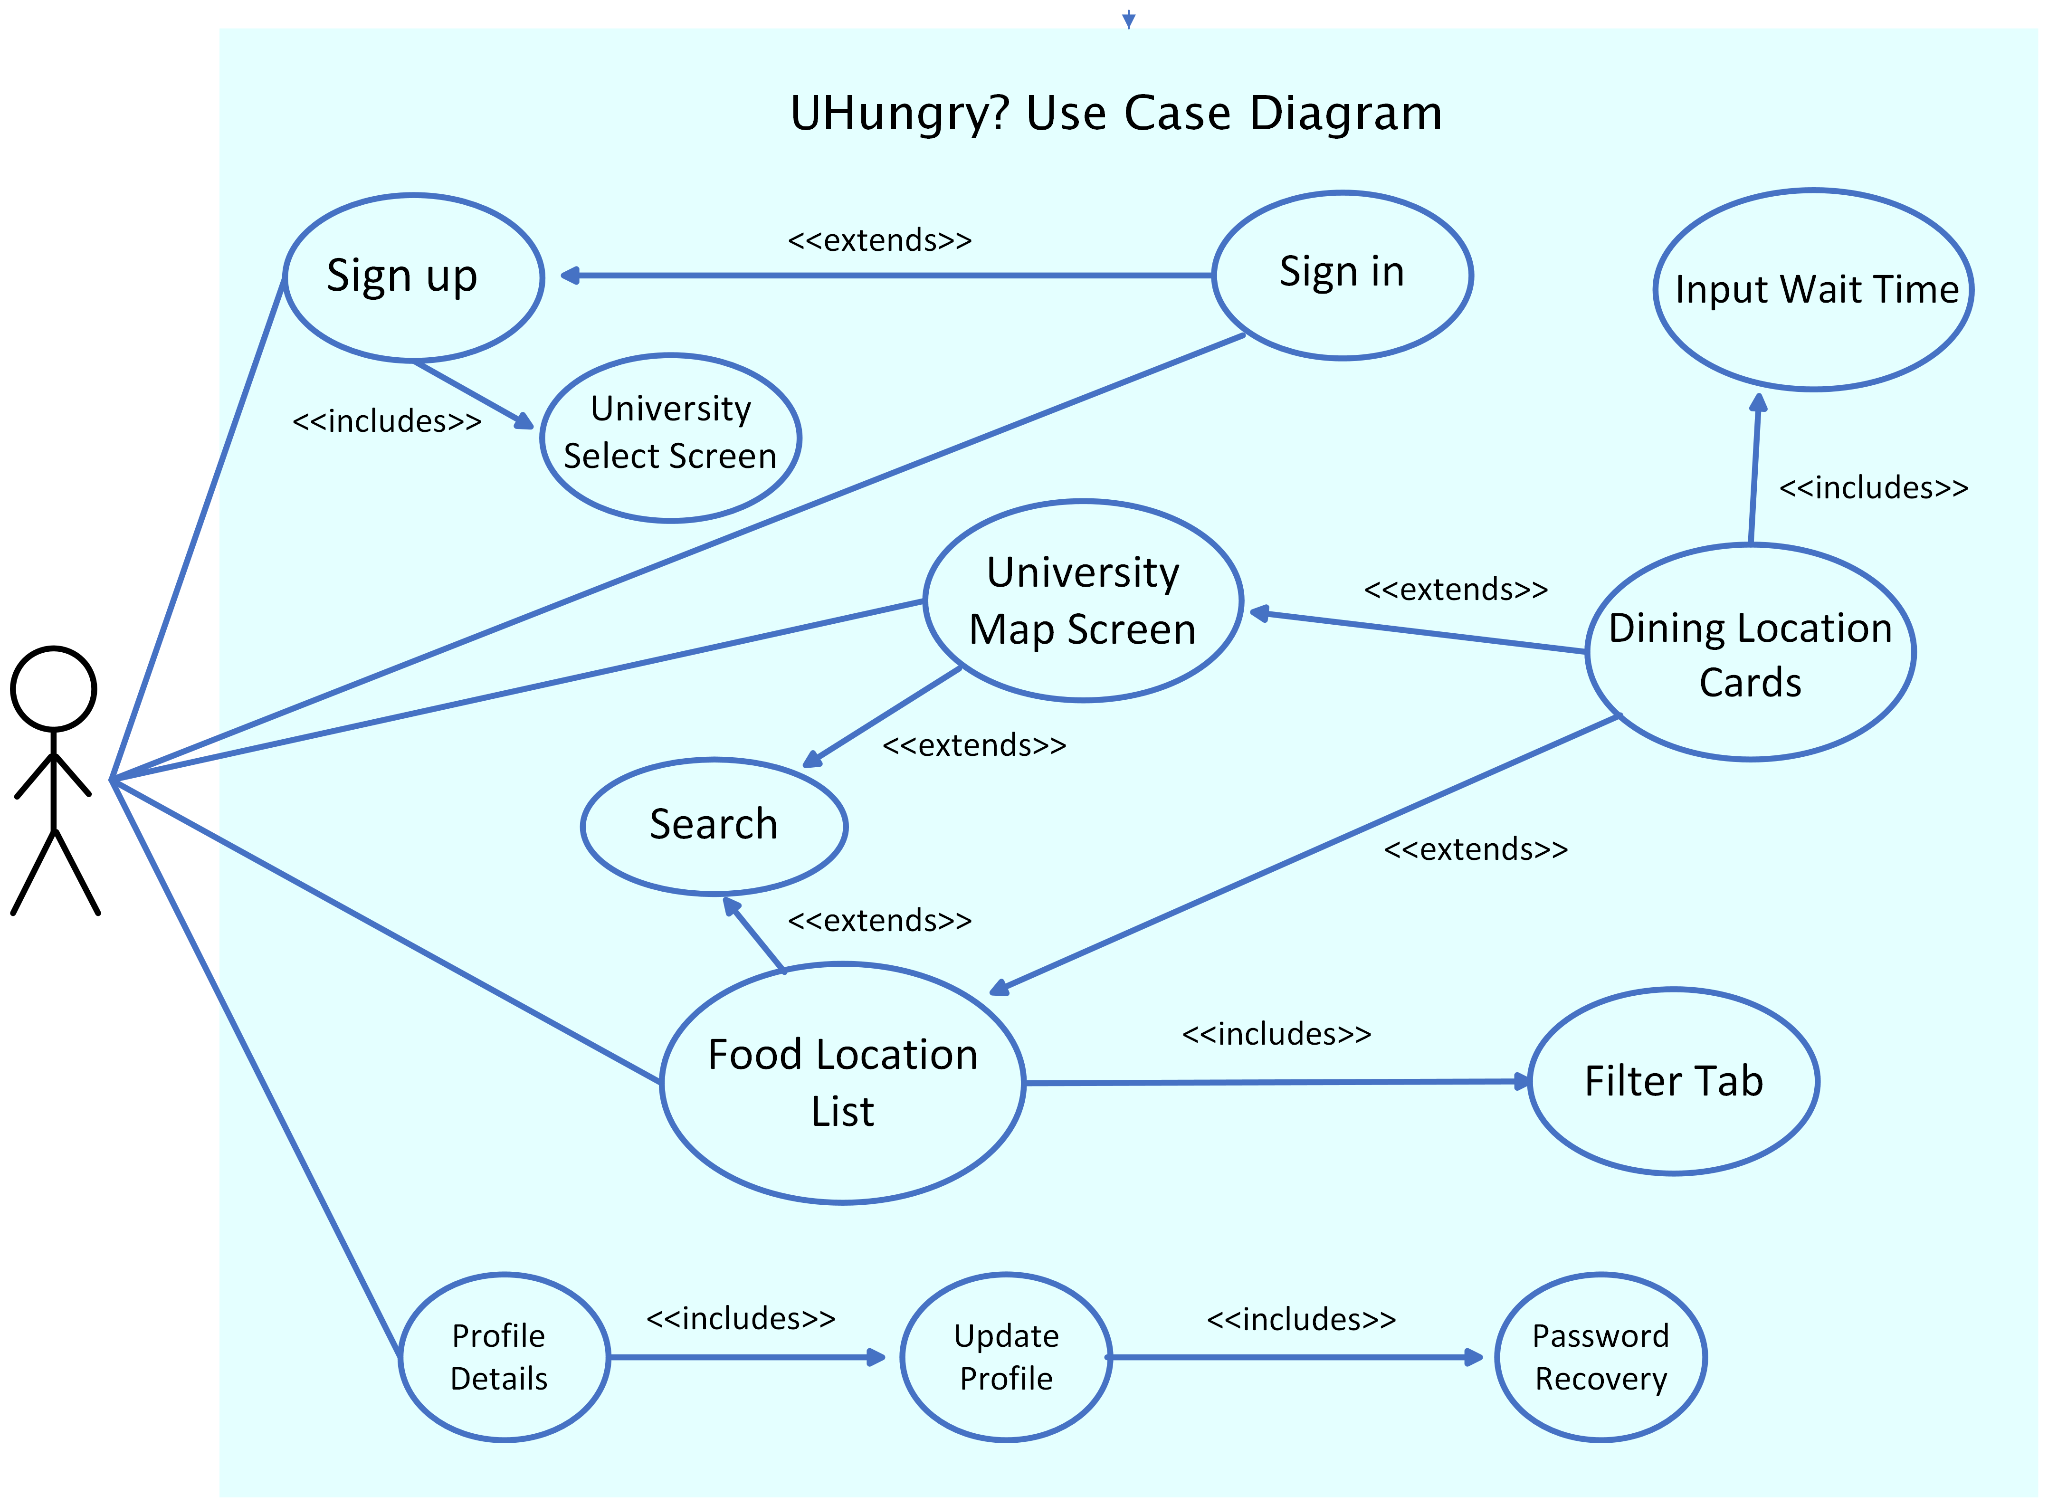 UHungry? Use Case Diagram
Sign up
<<extends>>
Sign in
Input Wait Time
<<includes>>
University
Select Screen
<<includes>>
University
Map Screen
<<extends>>
Dining Location
Cards
<<extends>>
Search
<<extends>>
<<extends>>
Food Location
List
<<includes>>
Filter Tab
Profile
Details
<<includes>>
Update
Profile
<<includes>>
Password
Recovery